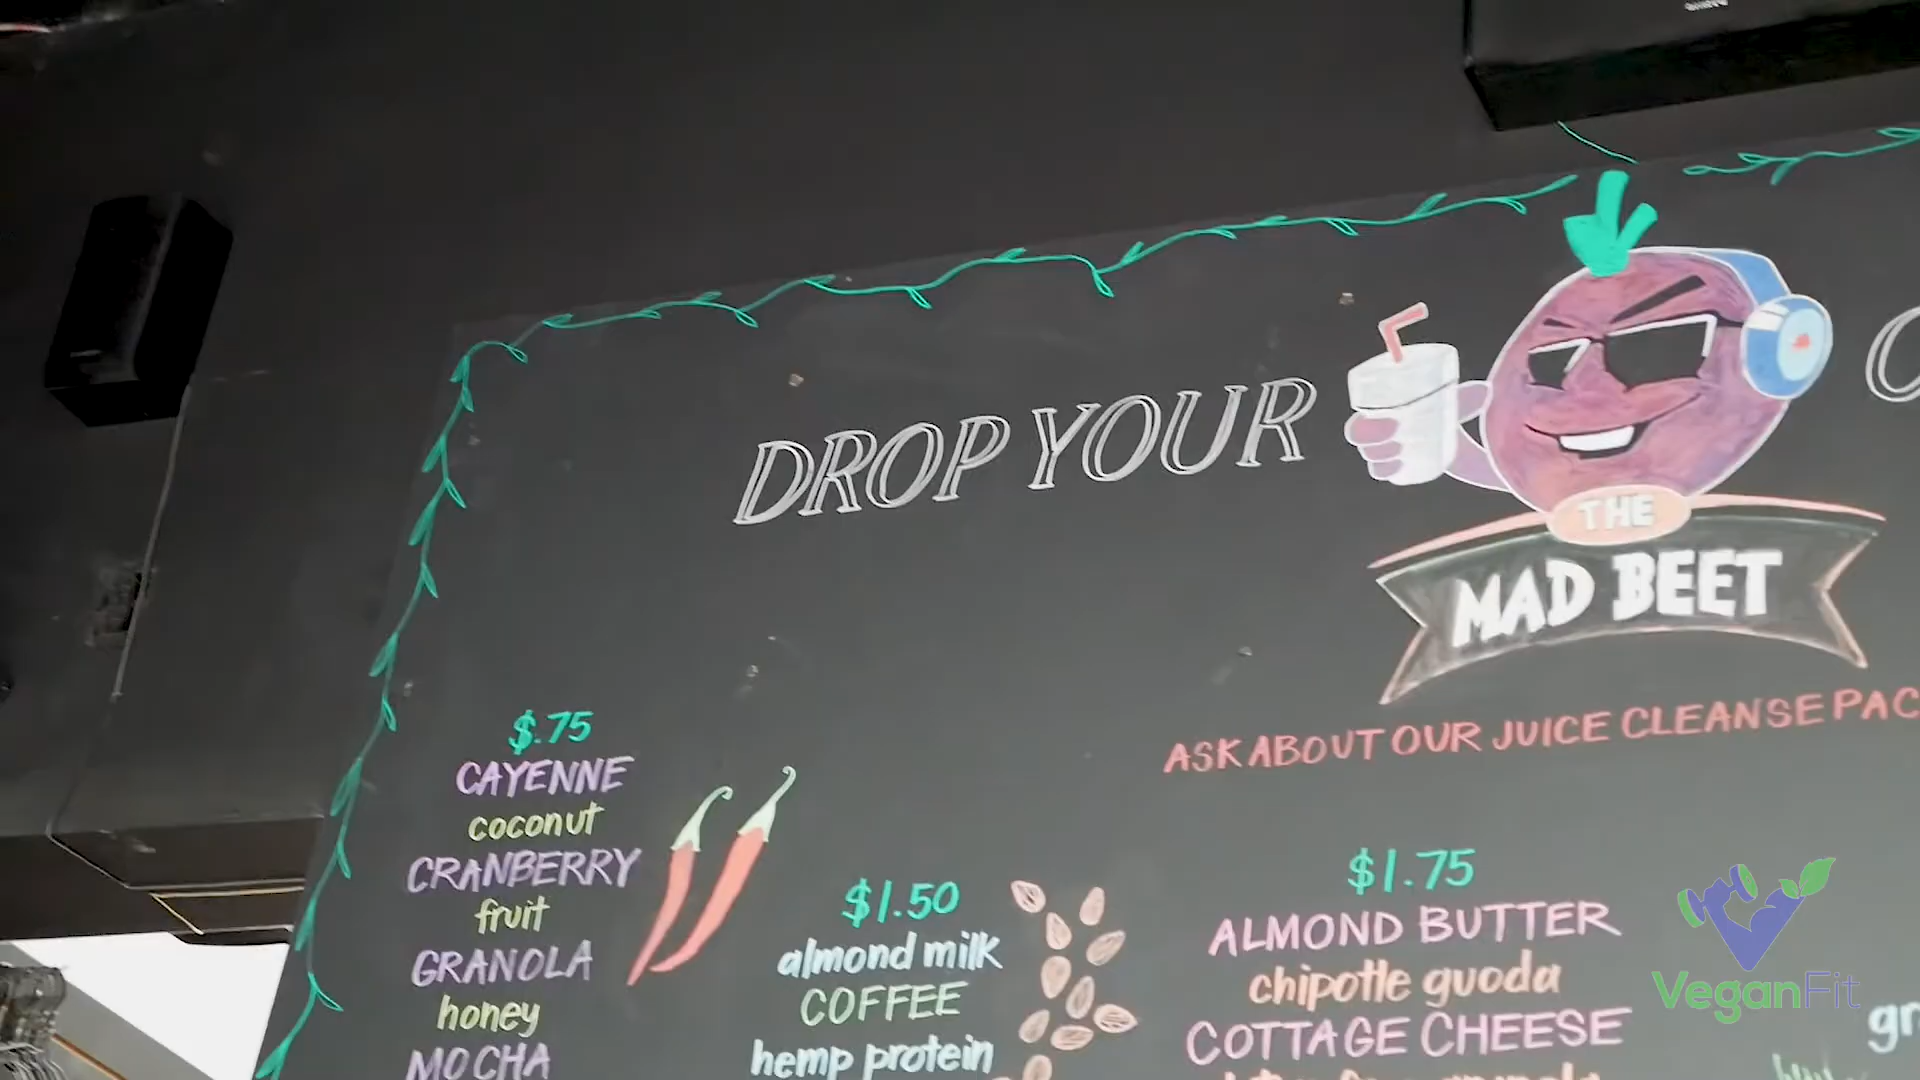 DROP YOUR
THE
MAD BEET
ASK ABOUT OUR JUICE CLEANSE PAC
$.75
CAYENNE
coconut
CRANBERRY
fruit
GRANOLA
honey
MOCHA
$1.50
almond milk
COFFEE
hemp protein
$1.75
ALMOND BUTTER
chipotle guoda
COTTAGE CHEESE
gr
VeganFit